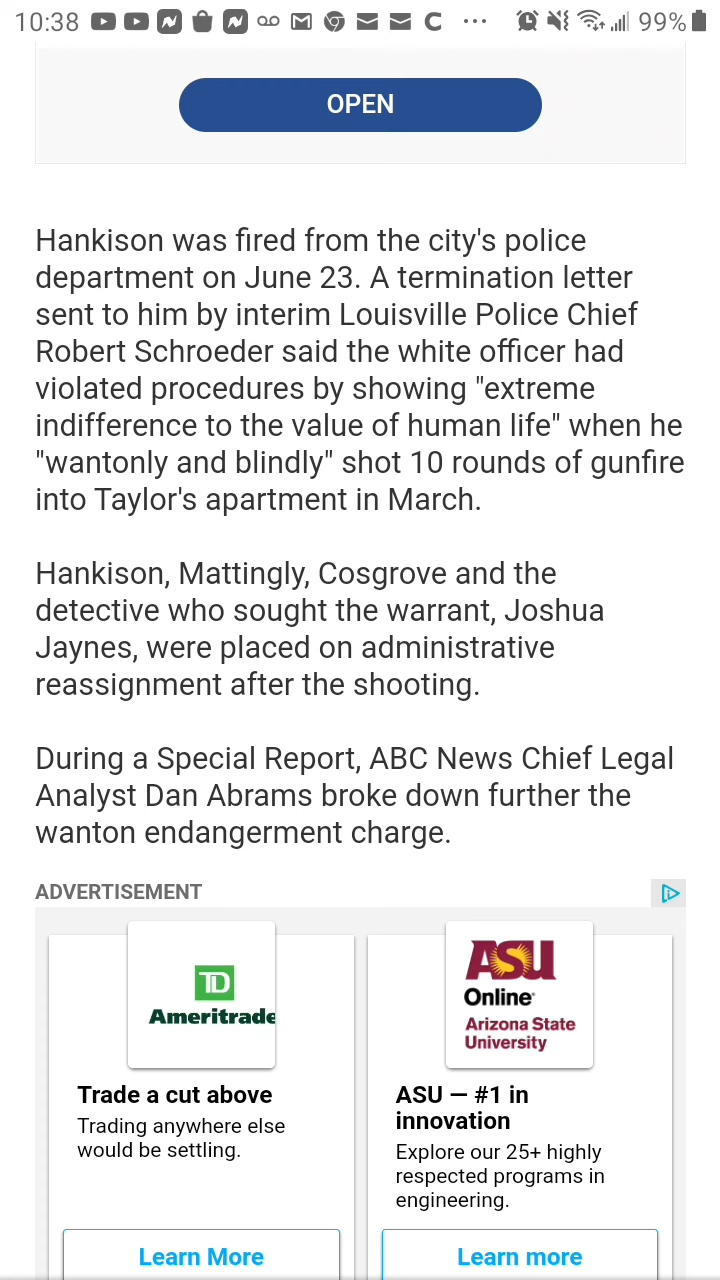 10:38 99%
OPEN
Hankison was fired from the city's police
department on June 23. A termination letter
sent to him by interim Louisville Police Chief
Robert Schroeder said the white officer had
violated procedures by showing "extreme
indifference to the value of human life" when he
"wantonly and blindly" shot 10 rounds of gunfire
into Taylor's apartment in March.
Hankison, Mattingly, Cosgrove and the
detective who sought the warrant, Joshua
Jaynes, were placed on administrative
reassignment after the shooting.
During a Special Report, ABC News Chief Legal
Analyst Dan Abrams broke down further the
wanton endangerment charge.
ADVERTISEMENT
TD
Ameritrade
Trade a cut above
Trading anywhere else
would be settling.
Learn More
ASU
Online
Arizona State
University
ASU — #1 in
innovation
Explore our 25+ highly
respected programs in
engineering.
Learn more